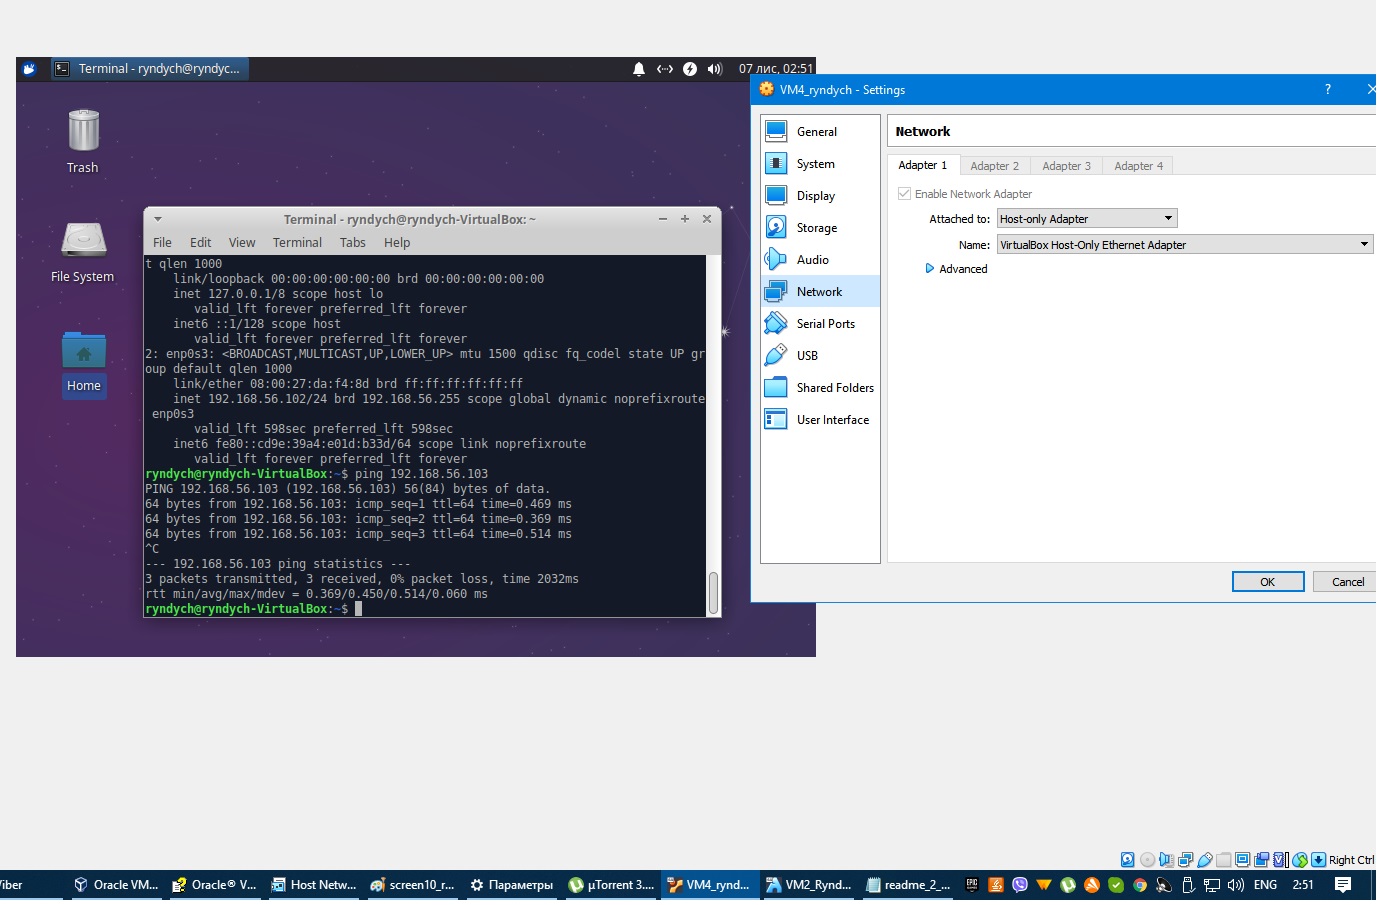 Terminal - ryndych@ryndyc...
07 лис, 02:51
Trash
File System
Home
Terminal - ryndych@ryndych-VirtualBox: ~
File Edit View Terminal Tabs Help
t qlen 1000
link/loopback 00:00:00:00:00:00 brd 00:00:00:00:00:00
inet 127.0.0.1/8 scope host lo
valid_lft forever preferred_lft forever
inet6 ::1/128 scope host
valid_lft forever preferred_lft forever
2: enp0s3: <BROADCAST,MULTICAST,UP,LOWER_UP> mtu 1500 qdisc fq_codel state UP gr
oup default qlen 1000
link/ether 08:00:27:da:f4:8d brd ff:ff:ff:ff:ff:ff
inet 192.168.56.102/24 brd 192.168.56.255 scope global dynamic noprefixroute
enp0s3
valid_lft 598sec preferred_lft 598sec
inet6 fe80::cd9e:39a4:e01d:b33d/64 scope link noprefixroute
valid_lft forever preferred_lft forever
ryndych@ryndych-VirtualBox:~$ ping 192.168.56.103
PING 192.168.56.103 (192.168.56.103) 56(84) bytes of data.
64 bytes from 192.168.56.103: icmp_seq=1 ttl=64 time=0.469 ms
64 bytes from 192.168.56.103: icmp_seq=2 ttl=64 time=0.369 ms
64 bytes from 192.168.56.103: icmp_seq=3 ttl=64 time=0.514 ms
^C
--- 192.168.56.103 ping statistics ---
3 packets transmitted, 3 received, 0% packet loss, time 2032ms
rtt min/avg/max/mdev = 0.369/0.450/0.514/0.060 ms
ryndych@ryndych-VirtualBox:~$
VM4_ryndych - Settings
?
General
System
Display
Storage
Audio
Network
Serial Ports
USB
Shared Folders
User Interface
Network
Adapter 1 Adapter 2 Adapter 3 Adapter 4
Enable Network Adapter
Attached to: Host-only Adapter
Name: VirtualBox Host-Only Ethernet Adapter
Advanced
OK Cancel
Right Ctrl
iber Oracle VM... Oracle® V... Host Netw... screen10_r... Параметры µTorrent 3.... VM4_rynd... VM2_Rynd... readme_2_... EPIC ENG 2:51